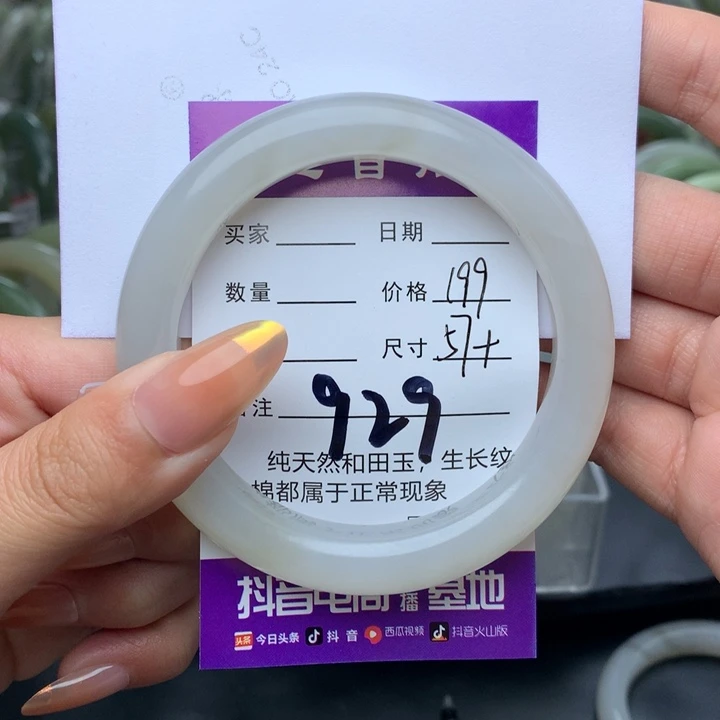 买家 日期
数量 价格 199
尺寸 57+
注 929
纯天然和田玉，生长纹
棉都属于正常现象
抖音电商 播 基地
头条 今日头条 抖音 西瓜视频 抖音火山版